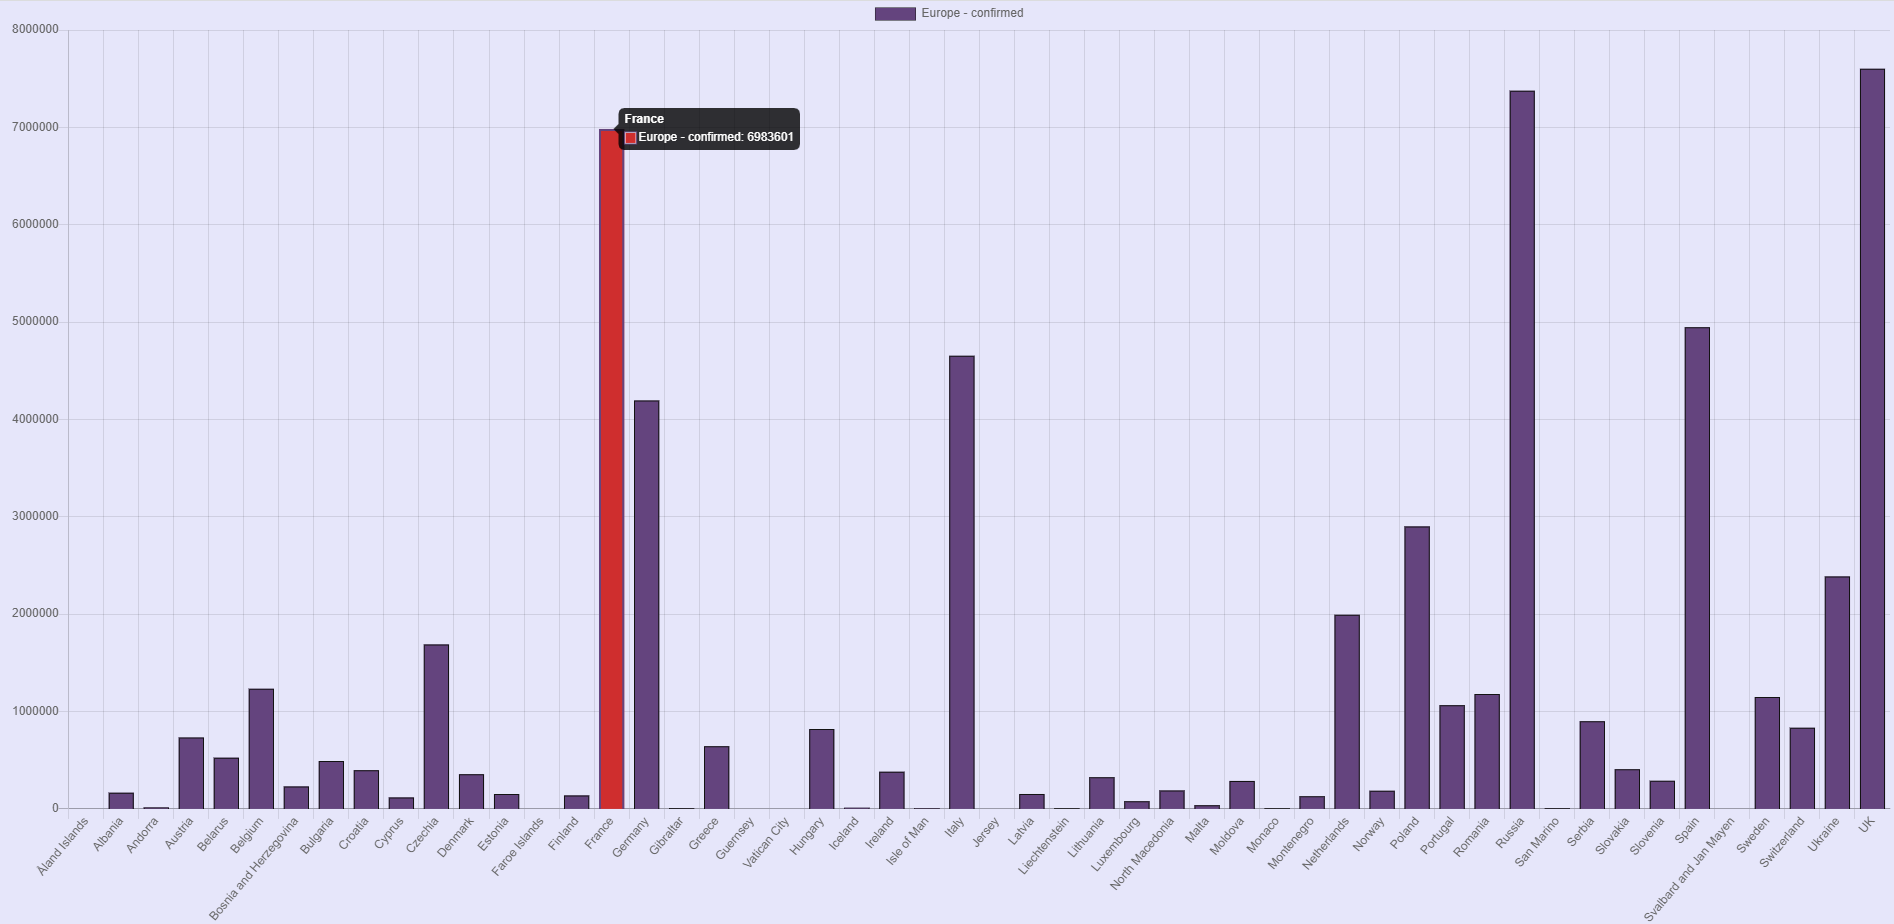 Europe - confirmed
8000000
7000000
6000000
5000000
4000000
3000000
2000000
1000000
0
France
Europe - confirmed: 6983601
Aland Islands
Albania
Andorra
Austria
Belarus
Belgium
Bosnia and Herzegovina
Bulgaria
Croatia
Cyprus
Czechia
Denmark
Estonia
Faroe Islands
Finland
France
Germany
Gibraltar
Greece
Guernsey
Vatican City
Hungary
Iceland
Ireland
Isle of Man
Italy
Jersey
Latvia
Liechtenstein
Lithuania
Luxembourg
North Macedonia
Malta
Moldova
Monaco
Montenegro
Netherlands
Norway
Poland
Portugal
Romania
Russia
San Marino
Serbia
Slovakia
Slovenia
Spain
Svalbard and Jan Mayen
Sweden
Switzerland
Ukraine
UK